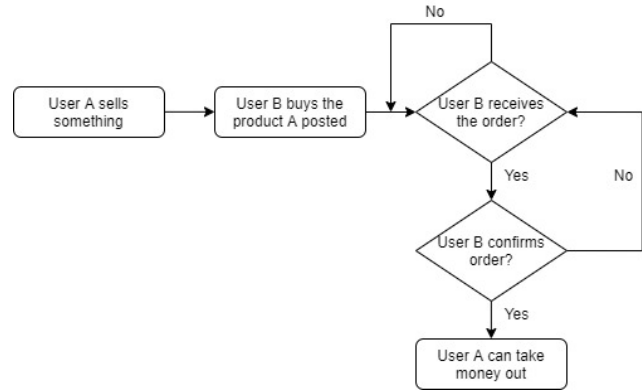 No
User A sells
something
User B buys the
product A posted
User B receives
the order?
Yes
No
User B confirms
order?
Yes
User A can take
money out